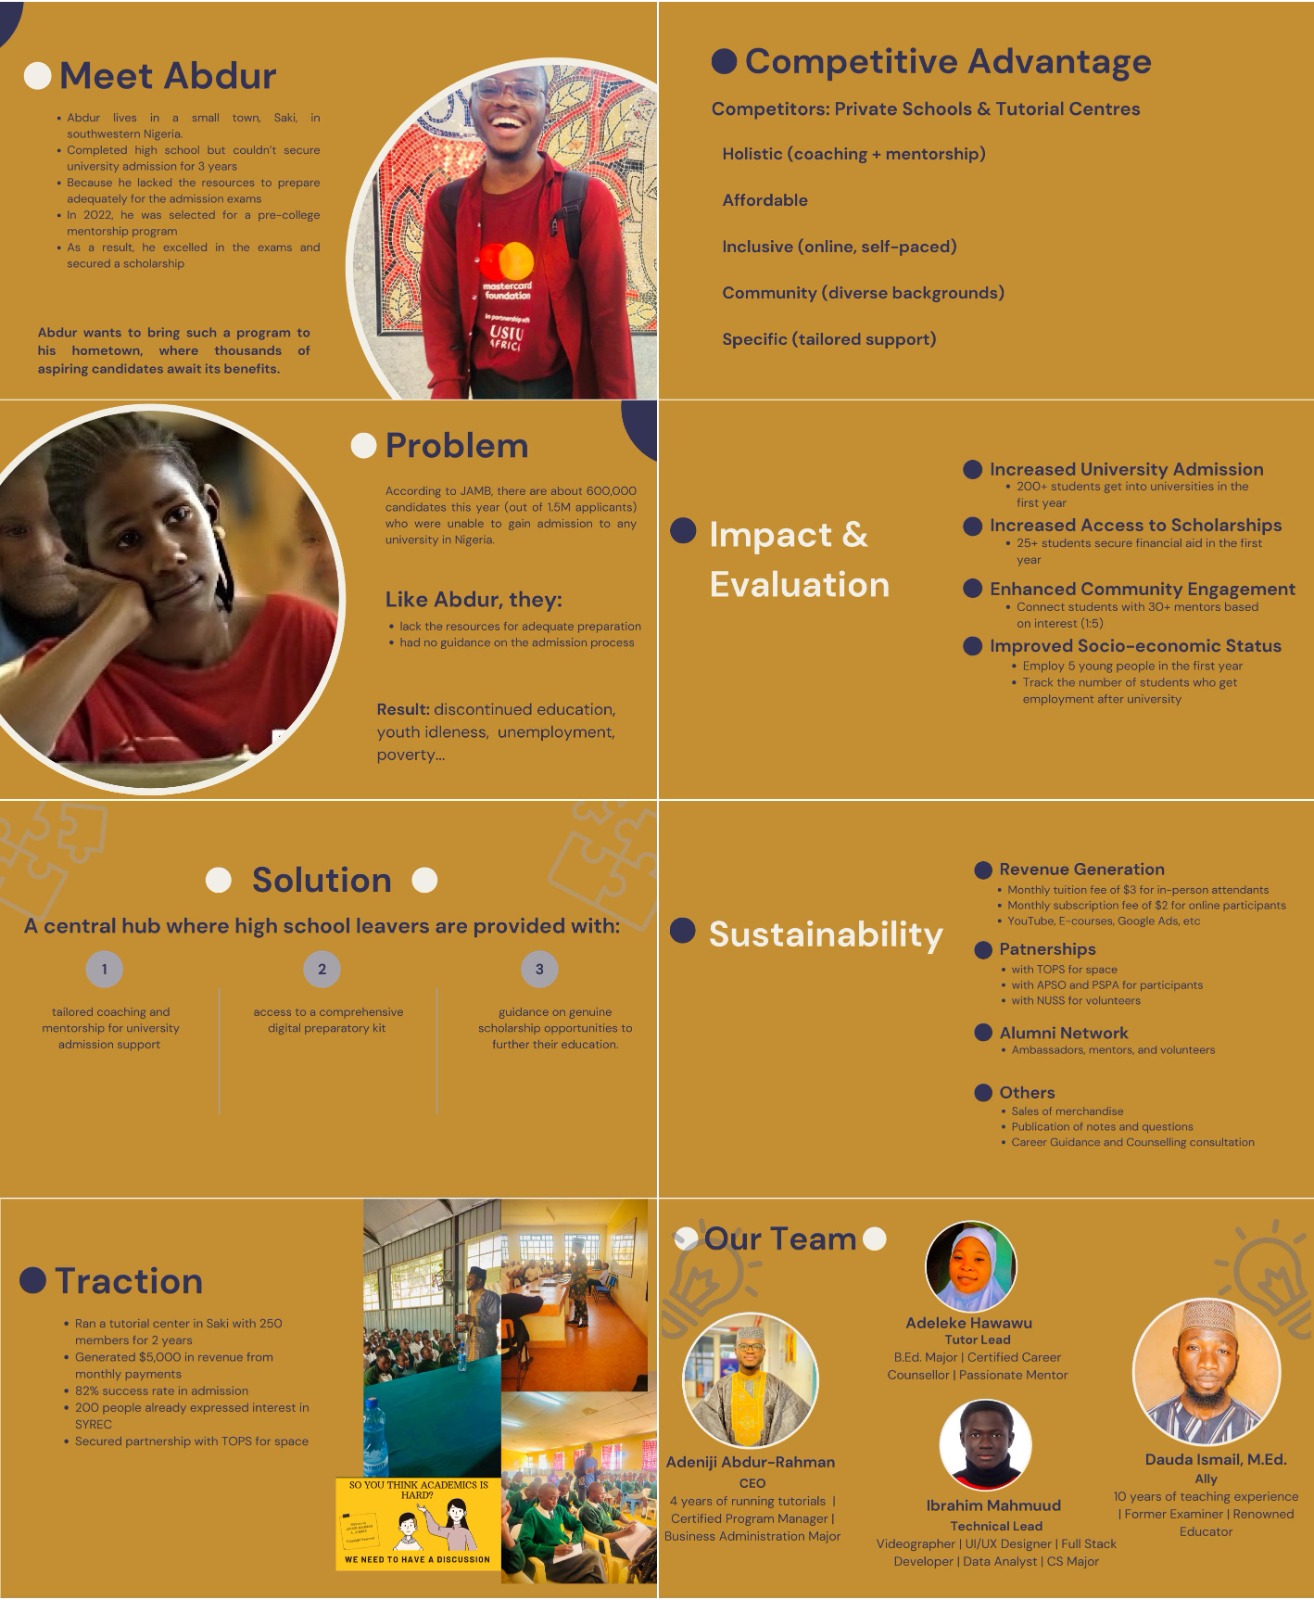 Meet Abdur
Abdur lives in a small town, Saki, in
southwestern Nigeria.
Completed high school but couldn't secure
university admission for 3 years
Because he lacked the resources to prepare
adequately for the admission exams
In 2022, he was selected for a pre-college
mentorship program
As a result, he excelled in the exams and
secured a scholarship
Abdur wants to bring such a program to
his hometown, where thousands of
aspiring candidates await its benefits.
mastercard
foundation
in partnership with
USIU
AFRICA
Competitive Advantage
Competitors: Private Schools & Tutorial Centres
Holistic (coaching + mentorship)
Affordable
Inclusive (online, self-paced)
Community (diverse backgrounds)
Specific (tailored support)
Problem
According to JAMB, there are about 600,000
candidates this year (out of 1.5M applicants)
who were unable to gain admission to any
university in Nigeria.
Like Abdur, they:
lack the resources for adequate preparation
had no guidance on the admission process
Result: discontinued education,
youth idleness, unemployment,
poverty...
Impact &
Evaluation
Increased University Admission
200+ students get into universities in the
first year
Increased Access to Scholarships
25+ students secure financial aid in the first
year
Enhanced Community Engagement
Connect students with 30+ mentors based
on interest (1:5)
Improved Socio-economic Status
Employ 5 young people in the first year
Track the number of students who get
employment after university
Solution
A central hub where high school leavers are provided with:
1
tailored coaching and
mentorship for university
admission support
2
access to a comprehensive
digital preparatory kit
3
guidance on genuine
scholarship opportunities to
further their education.
Sustainability
Revenue Generation
Monthly tuition fee of $3 for in-person attendants
Monthly subscription fee of $2 for online participants
YouTube, E-courses, Google Ads, etc
Patnerships
with TOPS for space
with APSO and PSPA for participants
with NUSS for volunteers
Alumni Network
Ambassadors, mentors, and volunteers
Others
Sales of merchandise
Publication of notes and questions
Career Guidance and Counselling consultation
Traction
Ran a tutorial center in Saki with 250
members for 2 years
Generated $5,000 in revenue from
monthly payments
82% success rate in admission
200 people already expressed interest in
SYREC
Secured partnership with TOPS for space
SO YOU THINK ACADEMICS IS
HARD?
WE NEED TO HAVE A DISCUSSION
Our Team
Adeleke Hawawu
Tutor Lead
B.Ed. Major | Certified Career
Counsellor | Passionate Mentor
Adeniji Abdur-Rahman
CEO
4 years of running tutorials |
Certified Program Manager |
Business Administration Major
Ibrahim Mahmuud
Technical Lead
Videographer | UI/UX Designer | Full Stack
Developer | Data Analyst | CS Major
Dauda Ismail, M.Ed.
Ally
10 years of teaching experience
| Former Examiner | Renowned
Educator